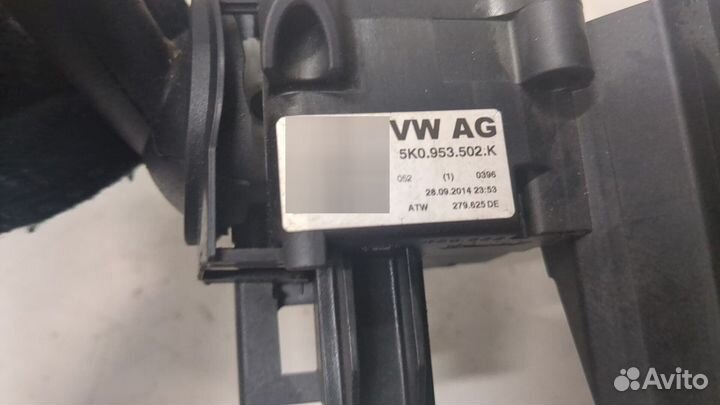 VW AG
5K0.953.502.K
052 (1) 0396
28.09.2014 23:53
ATW 279.625 DE
Avito